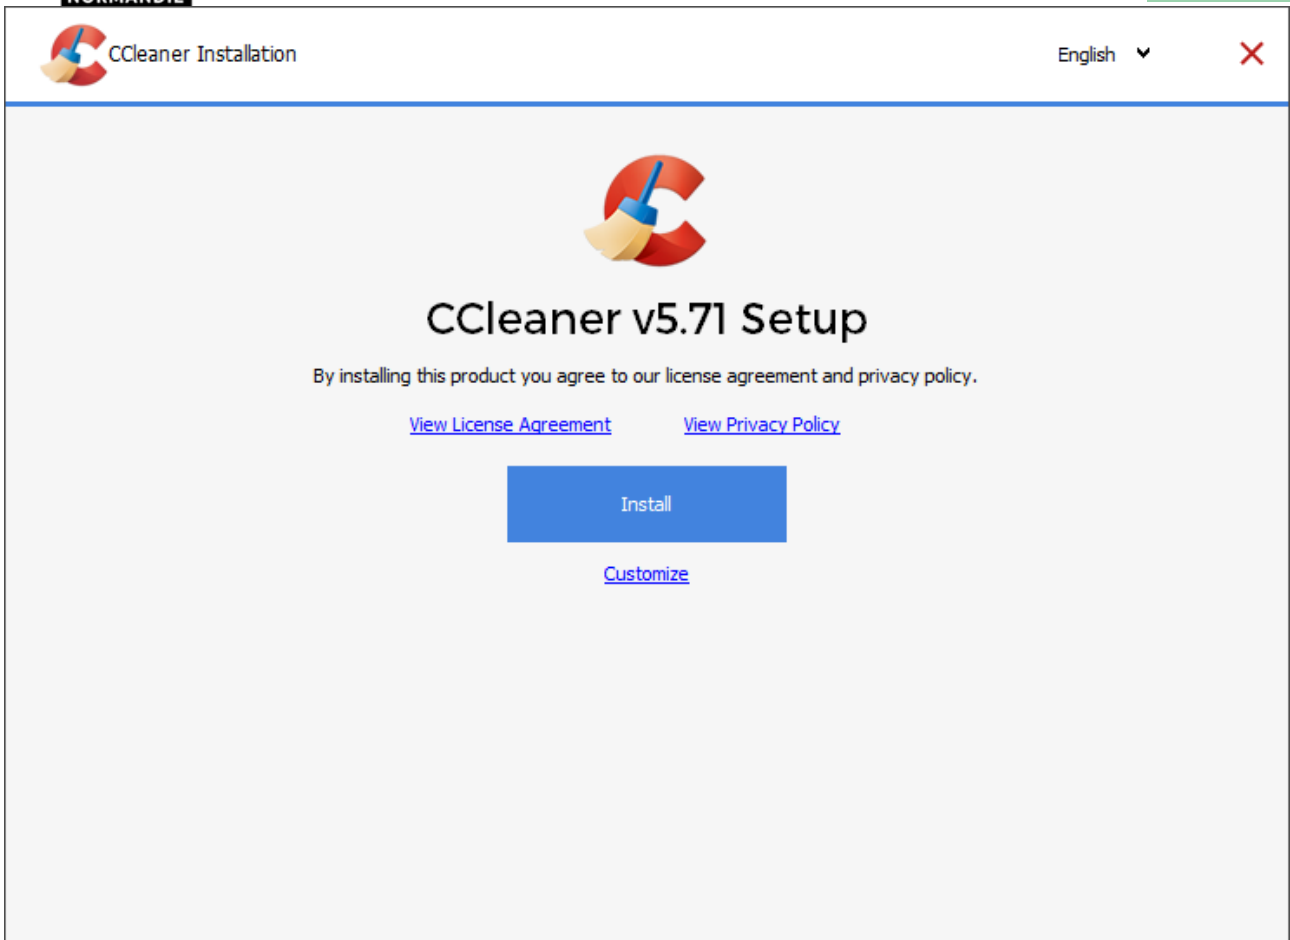 NORMANDIE
CCleaner Installation
English
CCleaner v5.71 Setup
By installing this product you agree to our license agreement and privacy policy.
View License Agreement View Privacy Policy
Install
Customize